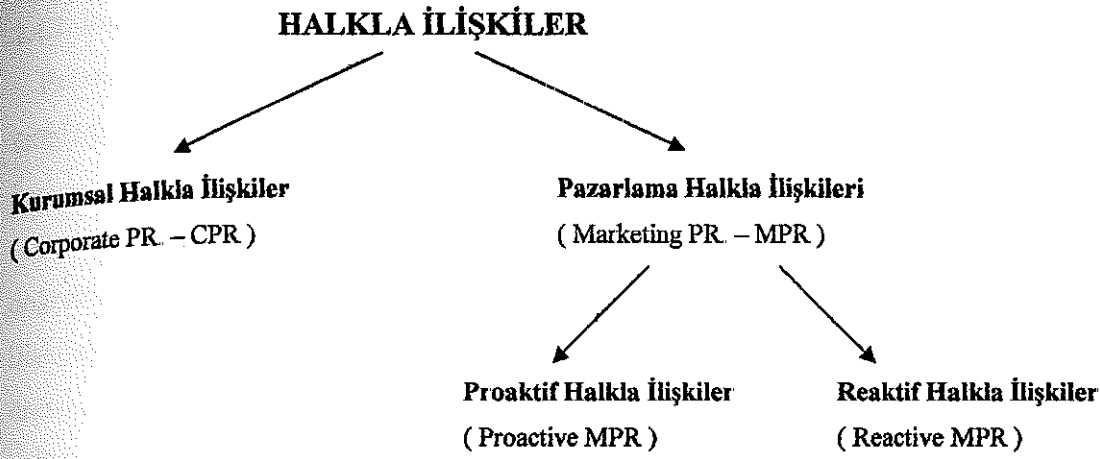 HALKLA İLİŞKİLER
Kurumsal Halkla İlişkiler
( Corporate PR. – CPR )
Pazarlama Halkla İlişkileri
( Marketing PR. – MPR )
Proaktif Halkla İlişkiler
( Proactive MPR )
Reaktif Halkla İlişkiler
( Reactive MPR )